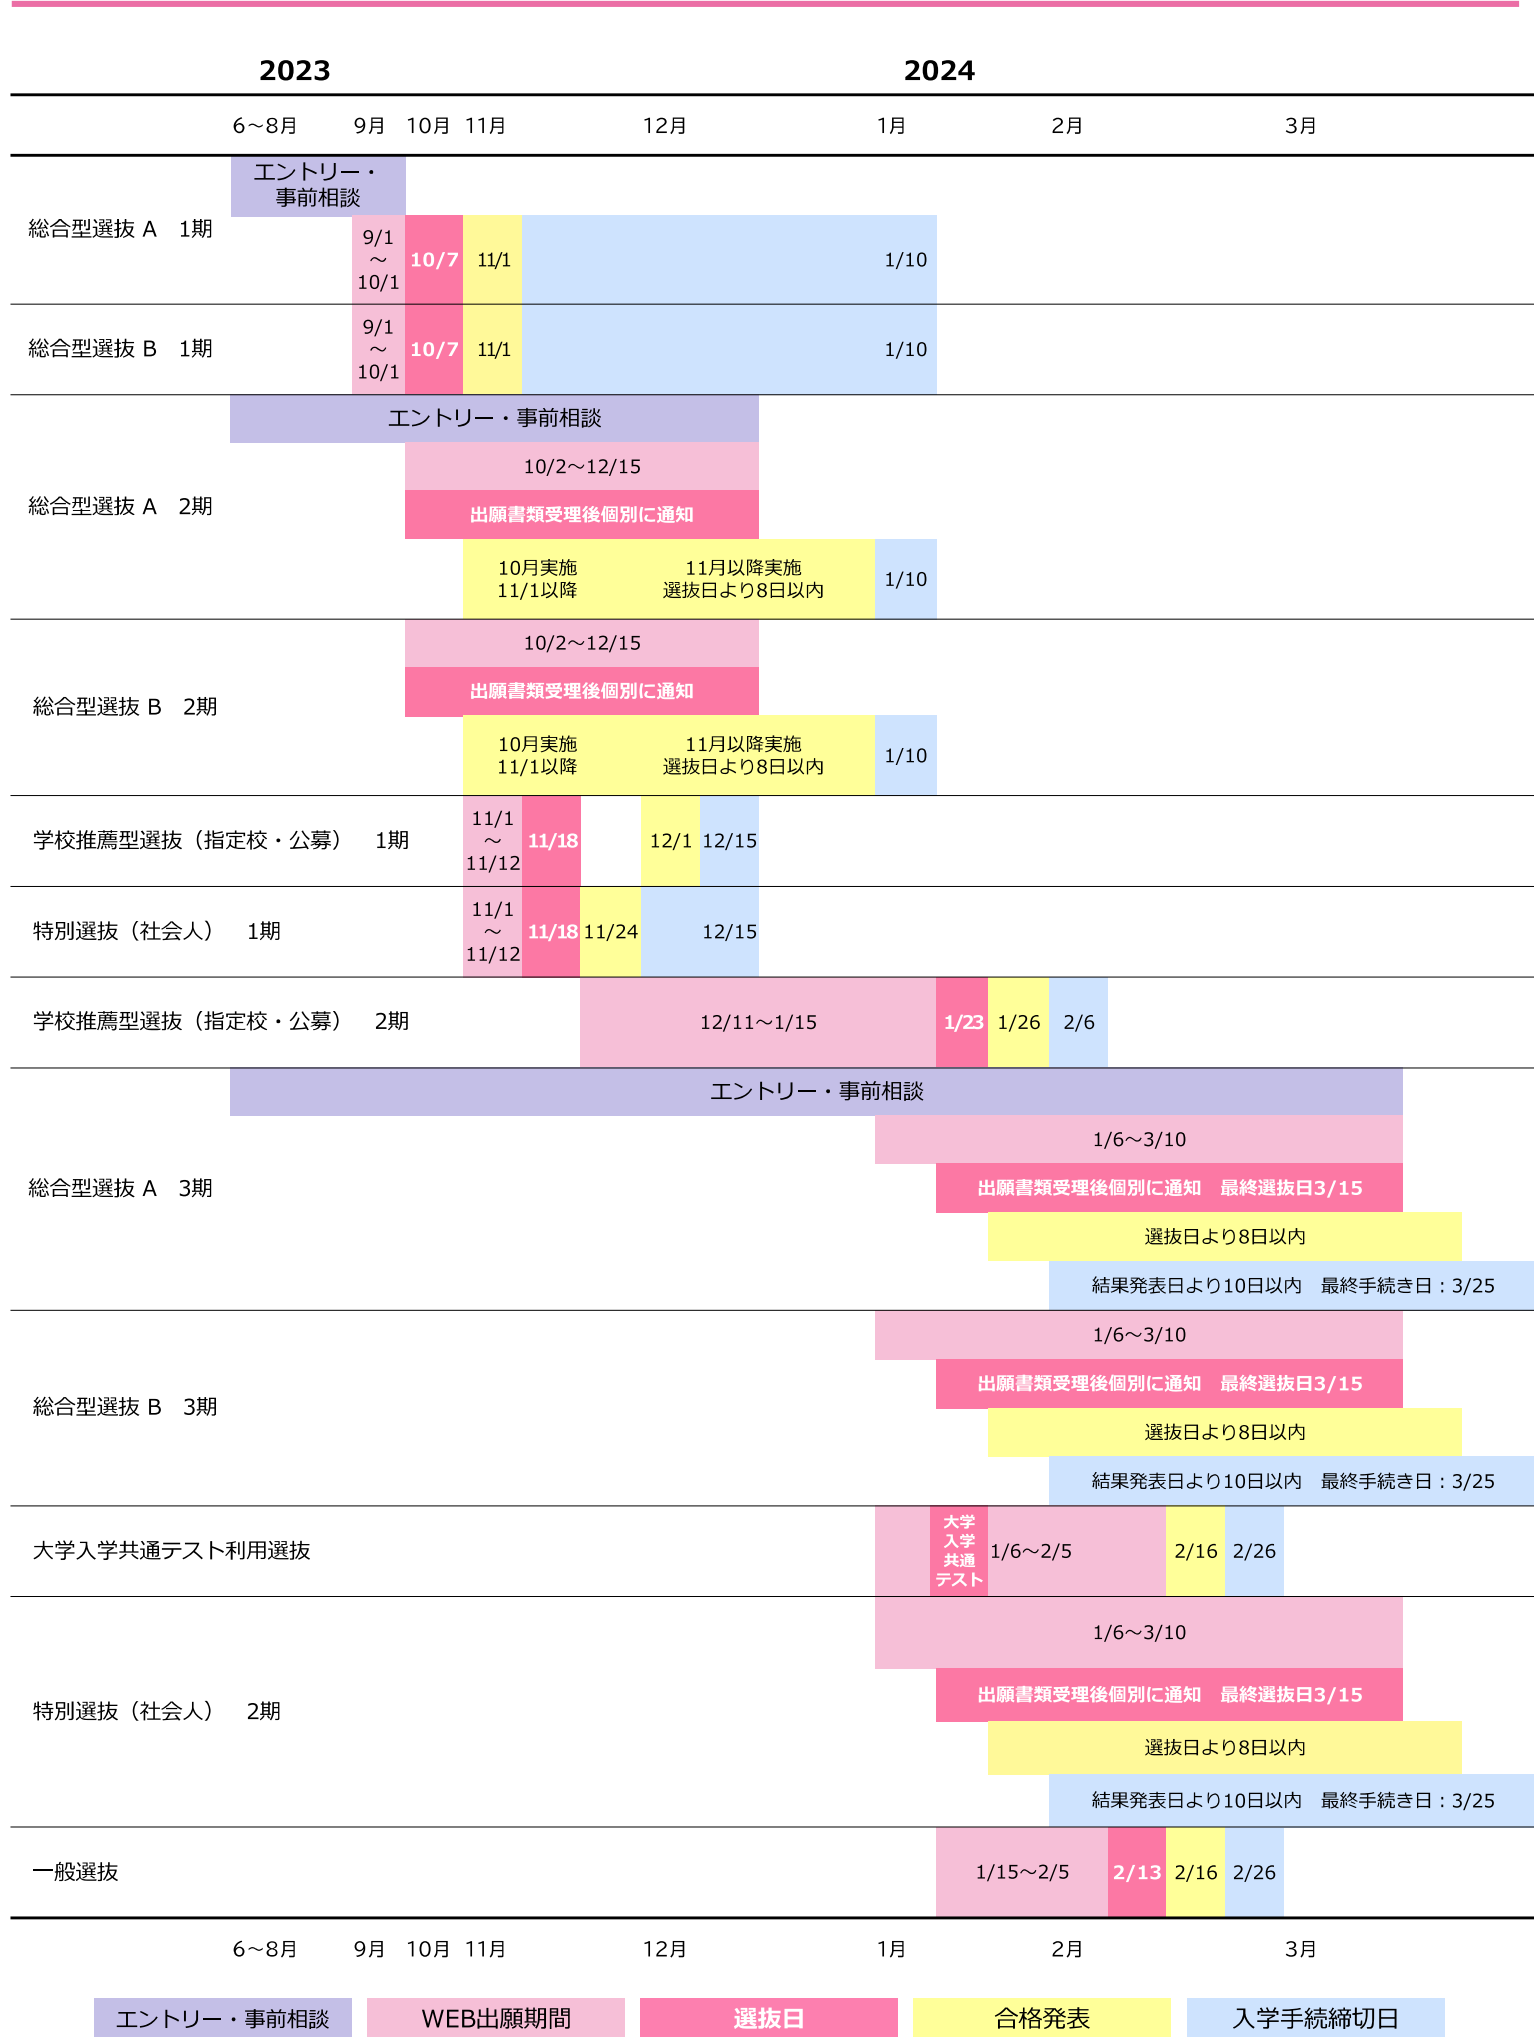 2023
2024
6～8月 9月 10月 11月 12月 1月 2月 3月
エントリー・
事前相談
総合型選抜 A　1期
9/1
～
10/1
10/7
11/1
1/10
総合型選抜 B　1期
9/1
～
10/1
10/7
11/1
1/10
エントリー・事前相談
総合型選抜 A　2期
10/2～12/15
出願書類受理後個別に通知
10月実施
11/1以降
11月以降実施
選抜日より8日以内
1/10
総合型選抜 B　2期
10/2～12/15
出願書類受理後個別に通知
10月実施
11/1以降
11月以降実施
選抜日より8日以内
1/10
学校推薦型選抜（指定校・公募）　1期
11/1
～
11/12
11/18
12/1
12/15
特別選抜（社会人）　1期
11/1
～
11/12
11/18
11/24
12/15
学校推薦型選抜（指定校・公募）　2期
12/11～1/15
1/23
1/26
2/6
エントリー・事前相談
総合型選抜 A　3期
1/6～3/10
出願書類受理後個別に通知　最終選抜日3/15
選抜日より8日以内
結果発表日より10日以内　最終手続き日：3/25
総合型選抜 B　3期
1/6～3/10
出願書類受理後個別に通知　最終選抜日3/15
選抜日より8日以内
結果発表日より10日以内　最終手続き日：3/25
大学入学共通テスト利用選抜
大学
入学
共通
テスト
1/6～2/5
2/16
2/26
特別選抜（社会人）　2期
1/6～3/10
出願書類受理後個別に通知　最終選抜日3/15
選抜日より8日以内
結果発表日より10日以内　最終手続き日：3/25
一般選抜
1/15～2/5
2/13
2/16
2/26
6～8月 9月 10月 11月 12月 1月 2月 3月
エントリー・事前相談
WEB出願期間
選抜日
合格発表
入学手続締切日